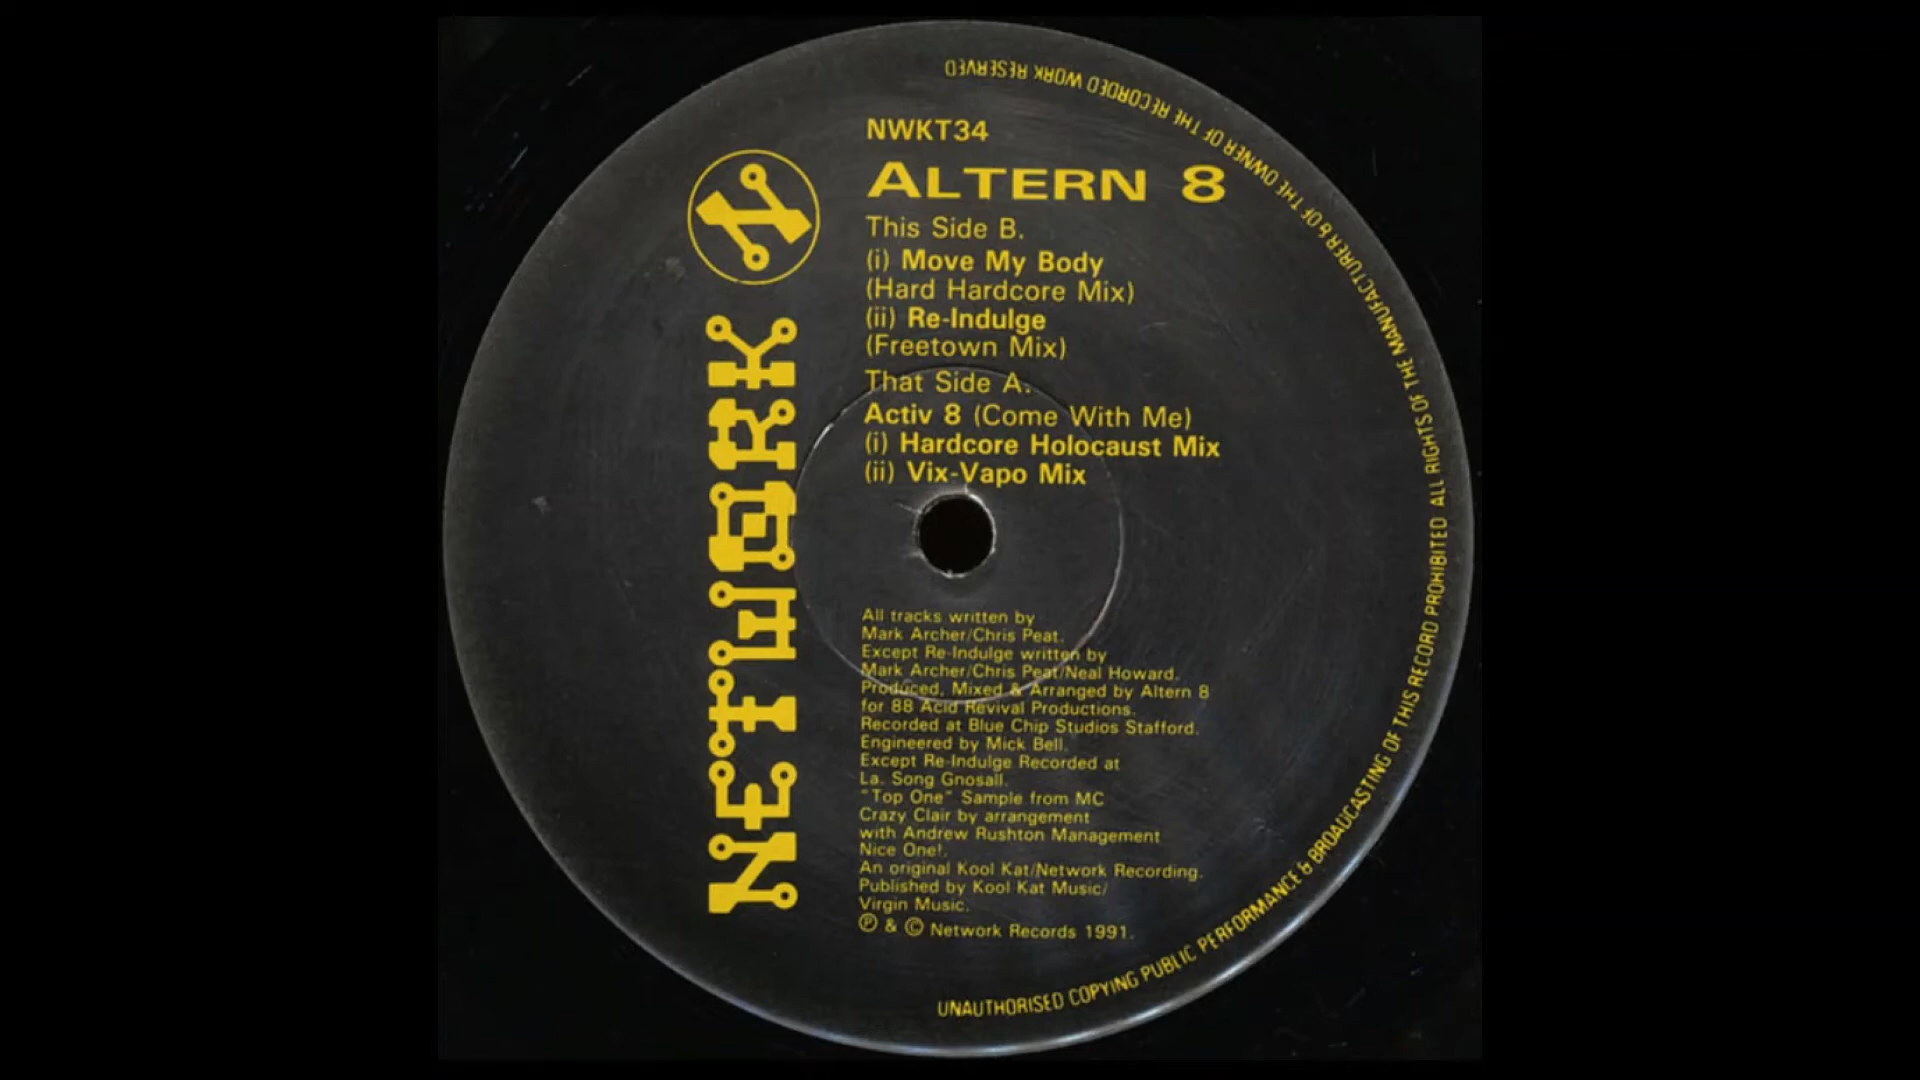 NWKT34
ALTERN 8
This Side B.
(i) Move My Body
(Hard Hardcore Mix)
(ii) Re-Indulge
(Freetown Mix)
That Side A.
Activ 8 (Come With Me)
(i) Hardcore Holocaust Mix
(ii) Vix-Vapo Mix
NETWORK
All tracks written by
Mark Archer/Chris Peat.
Except Re-Indulge written by
Mark Archer/Chris Peat/Neal Howard.
Produced, Mixed & Arranged by Altern 8
for 88 Acid Revival Productions.
Recorded at Blue Chip Studios Stafford.
Engineered by Mick Bell.
Except Re-Indulge Recorded at
La. Song Gnosall.
"Top One" Sample from MC
Crazy Clair by arrangement
with Andrew Rushton Management
Nice One!.
An original Kool Kat/Network Recording.
Published by Kool Kat Music/
Virgin Music.
℗ & © Network Records 1991.
UNAUTHORISED COPYING PUBLIC PERFORMANCE & BROADCASTING OF THIS RECORD PROHIBITED ALL RIGHTS OF THE MANUFACTURER & OF THE OWNER OF THE RECORDED WORK RESERVED